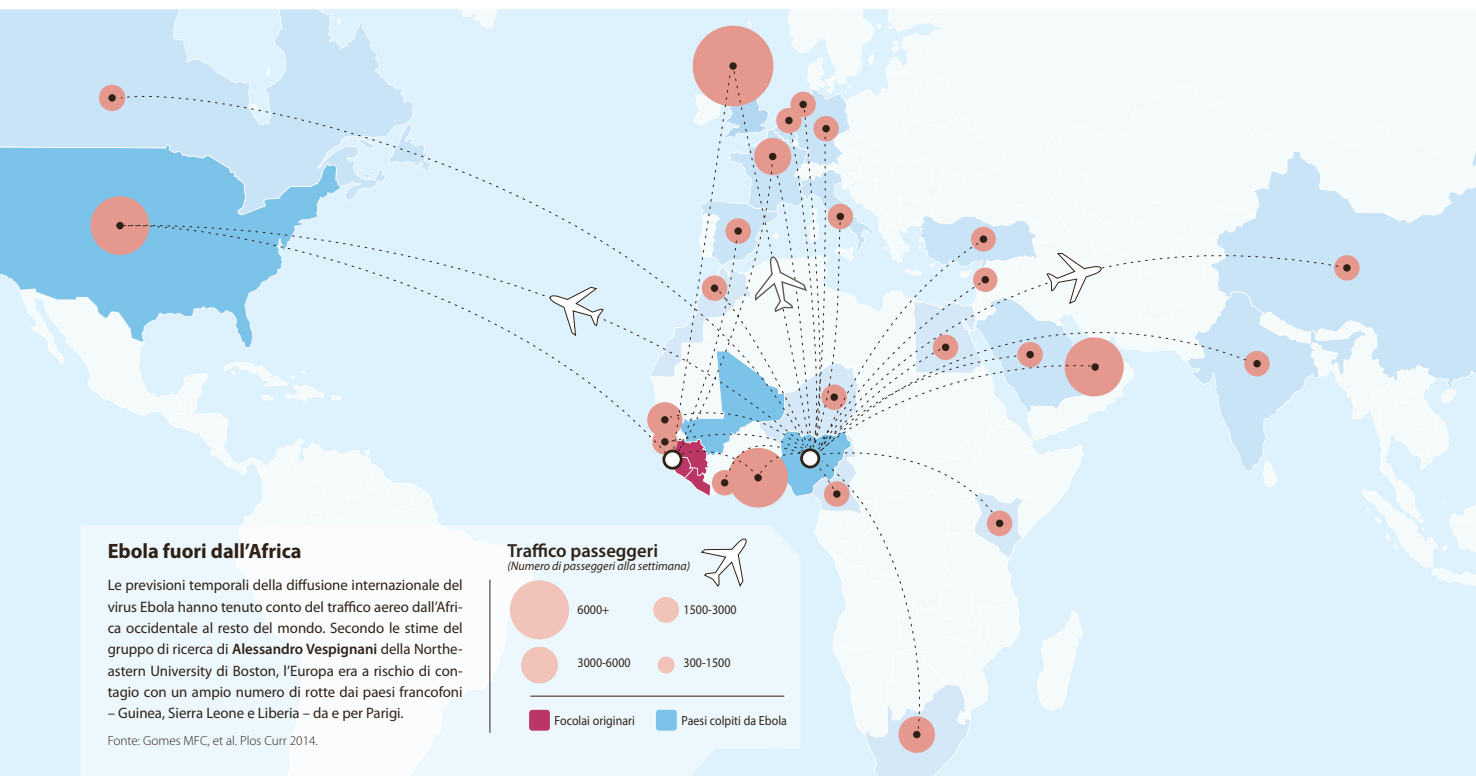 Ebola fuori dall’Africa
Le previsioni temporali della diffusione internazionale del
virus Ebola hanno tenuto conto del traffico aereo dall’Afri-
ca occidentale al resto del mondo. Secondo le stime del
gruppo di ricerca di Alessandro Vespignani della Northe-
astern University di Boston, l’Europa era a rischio di con-
tagio con un ampio numero di rotte dai paesi francofoni
– Guinea, Sierra Leone e Liberia – da e per Parigi.
Fonte: Gomes MFC, et al. Plos Curr 2014.
Traffico passeggeri
(Numero di passegeri alla settimana)
6000+
1500-3000
3000-6000
300-1500
Focolai originari
Paesi colpiti da Ebola